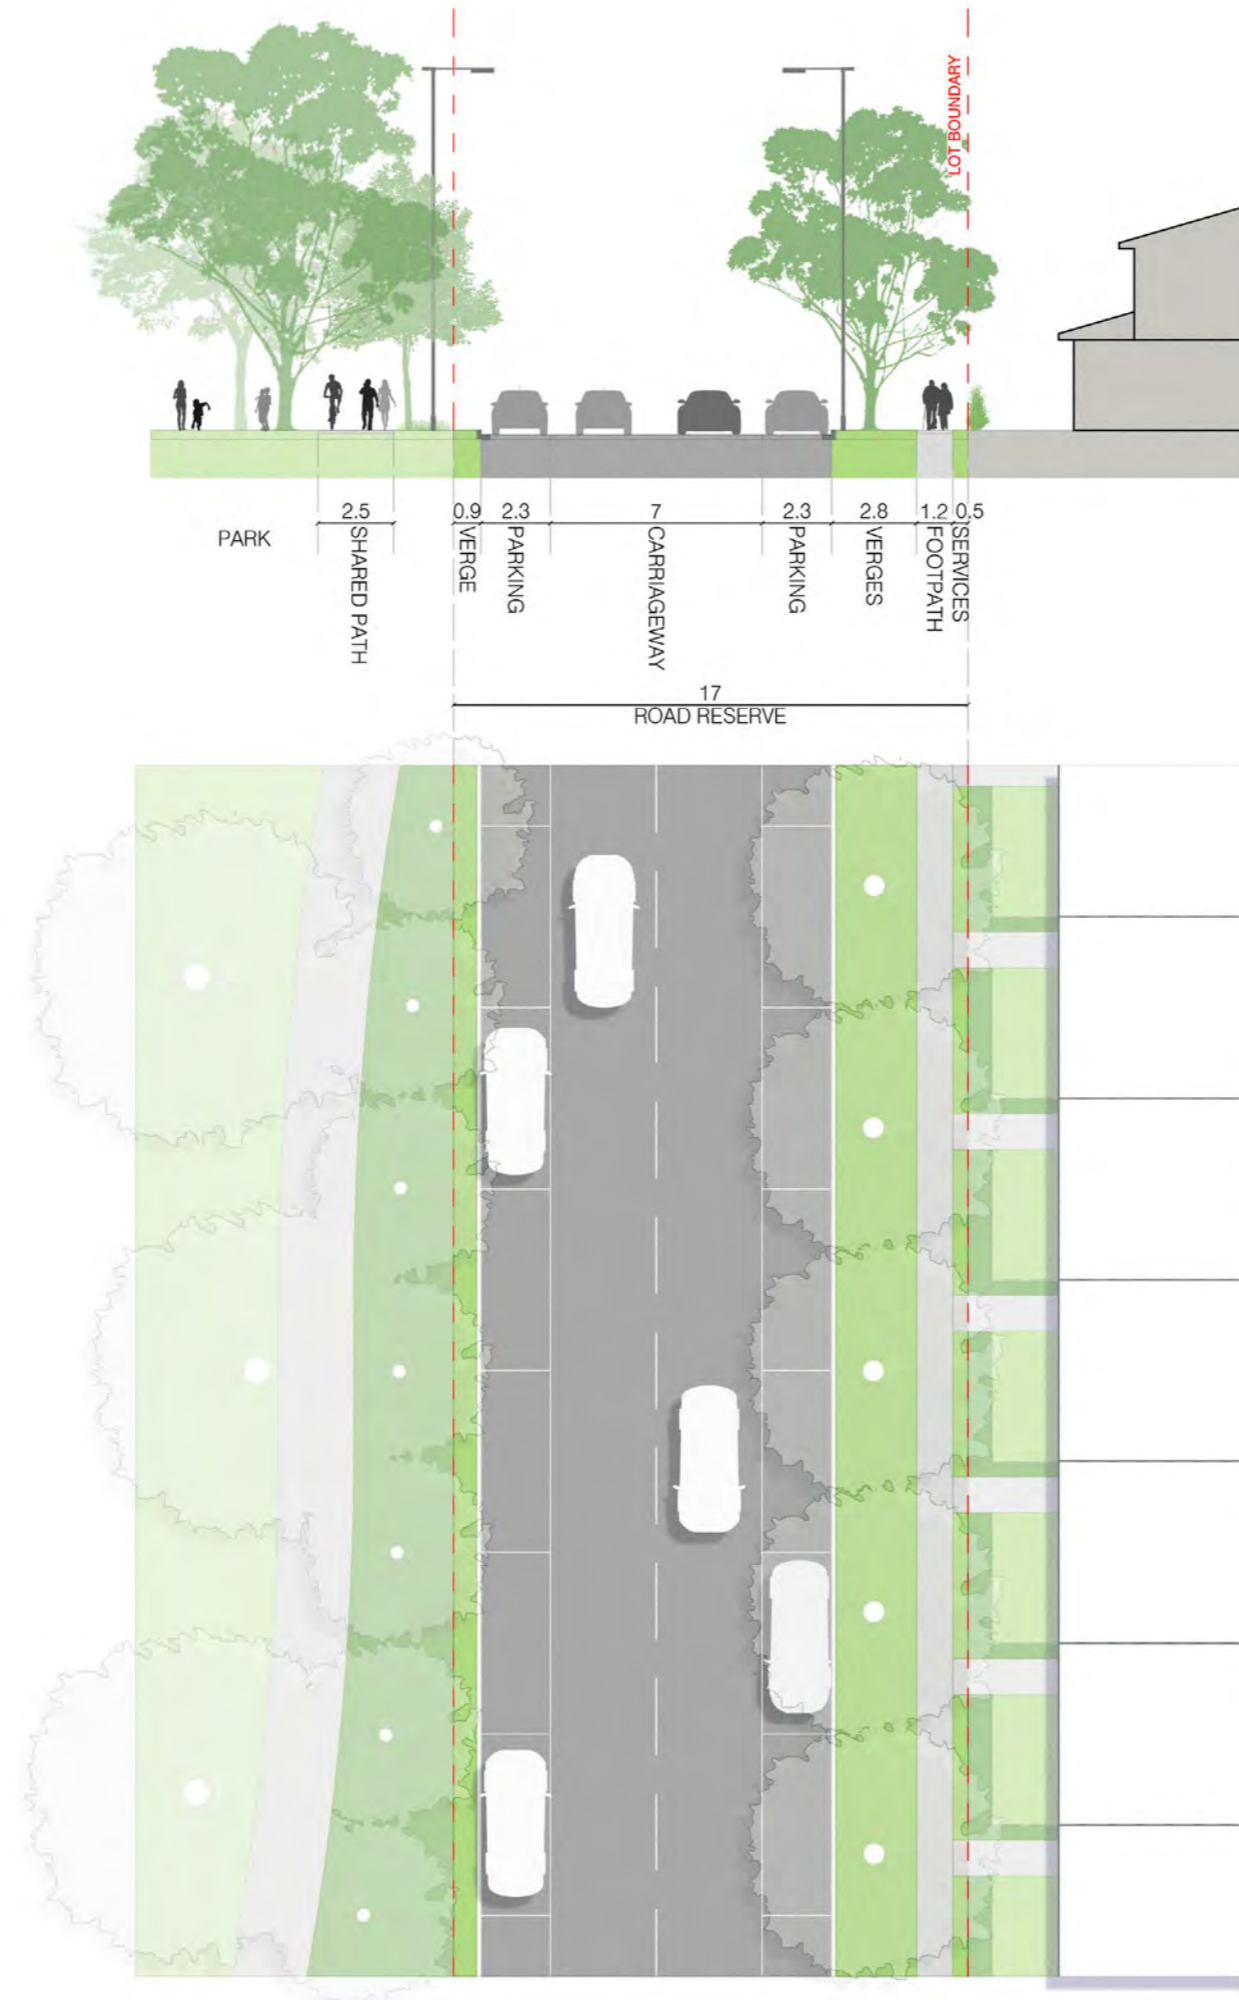 LOT BOUNDARY
2.5
0.9
2.3
7
2.3
2.8
1.2
0.5
PARK
SHARED PATH
VERGE
PARKING
CARRIAGEWAY
PARKING
VERGES
FOOTPATH
SERVICES
17
ROAD RESERVE